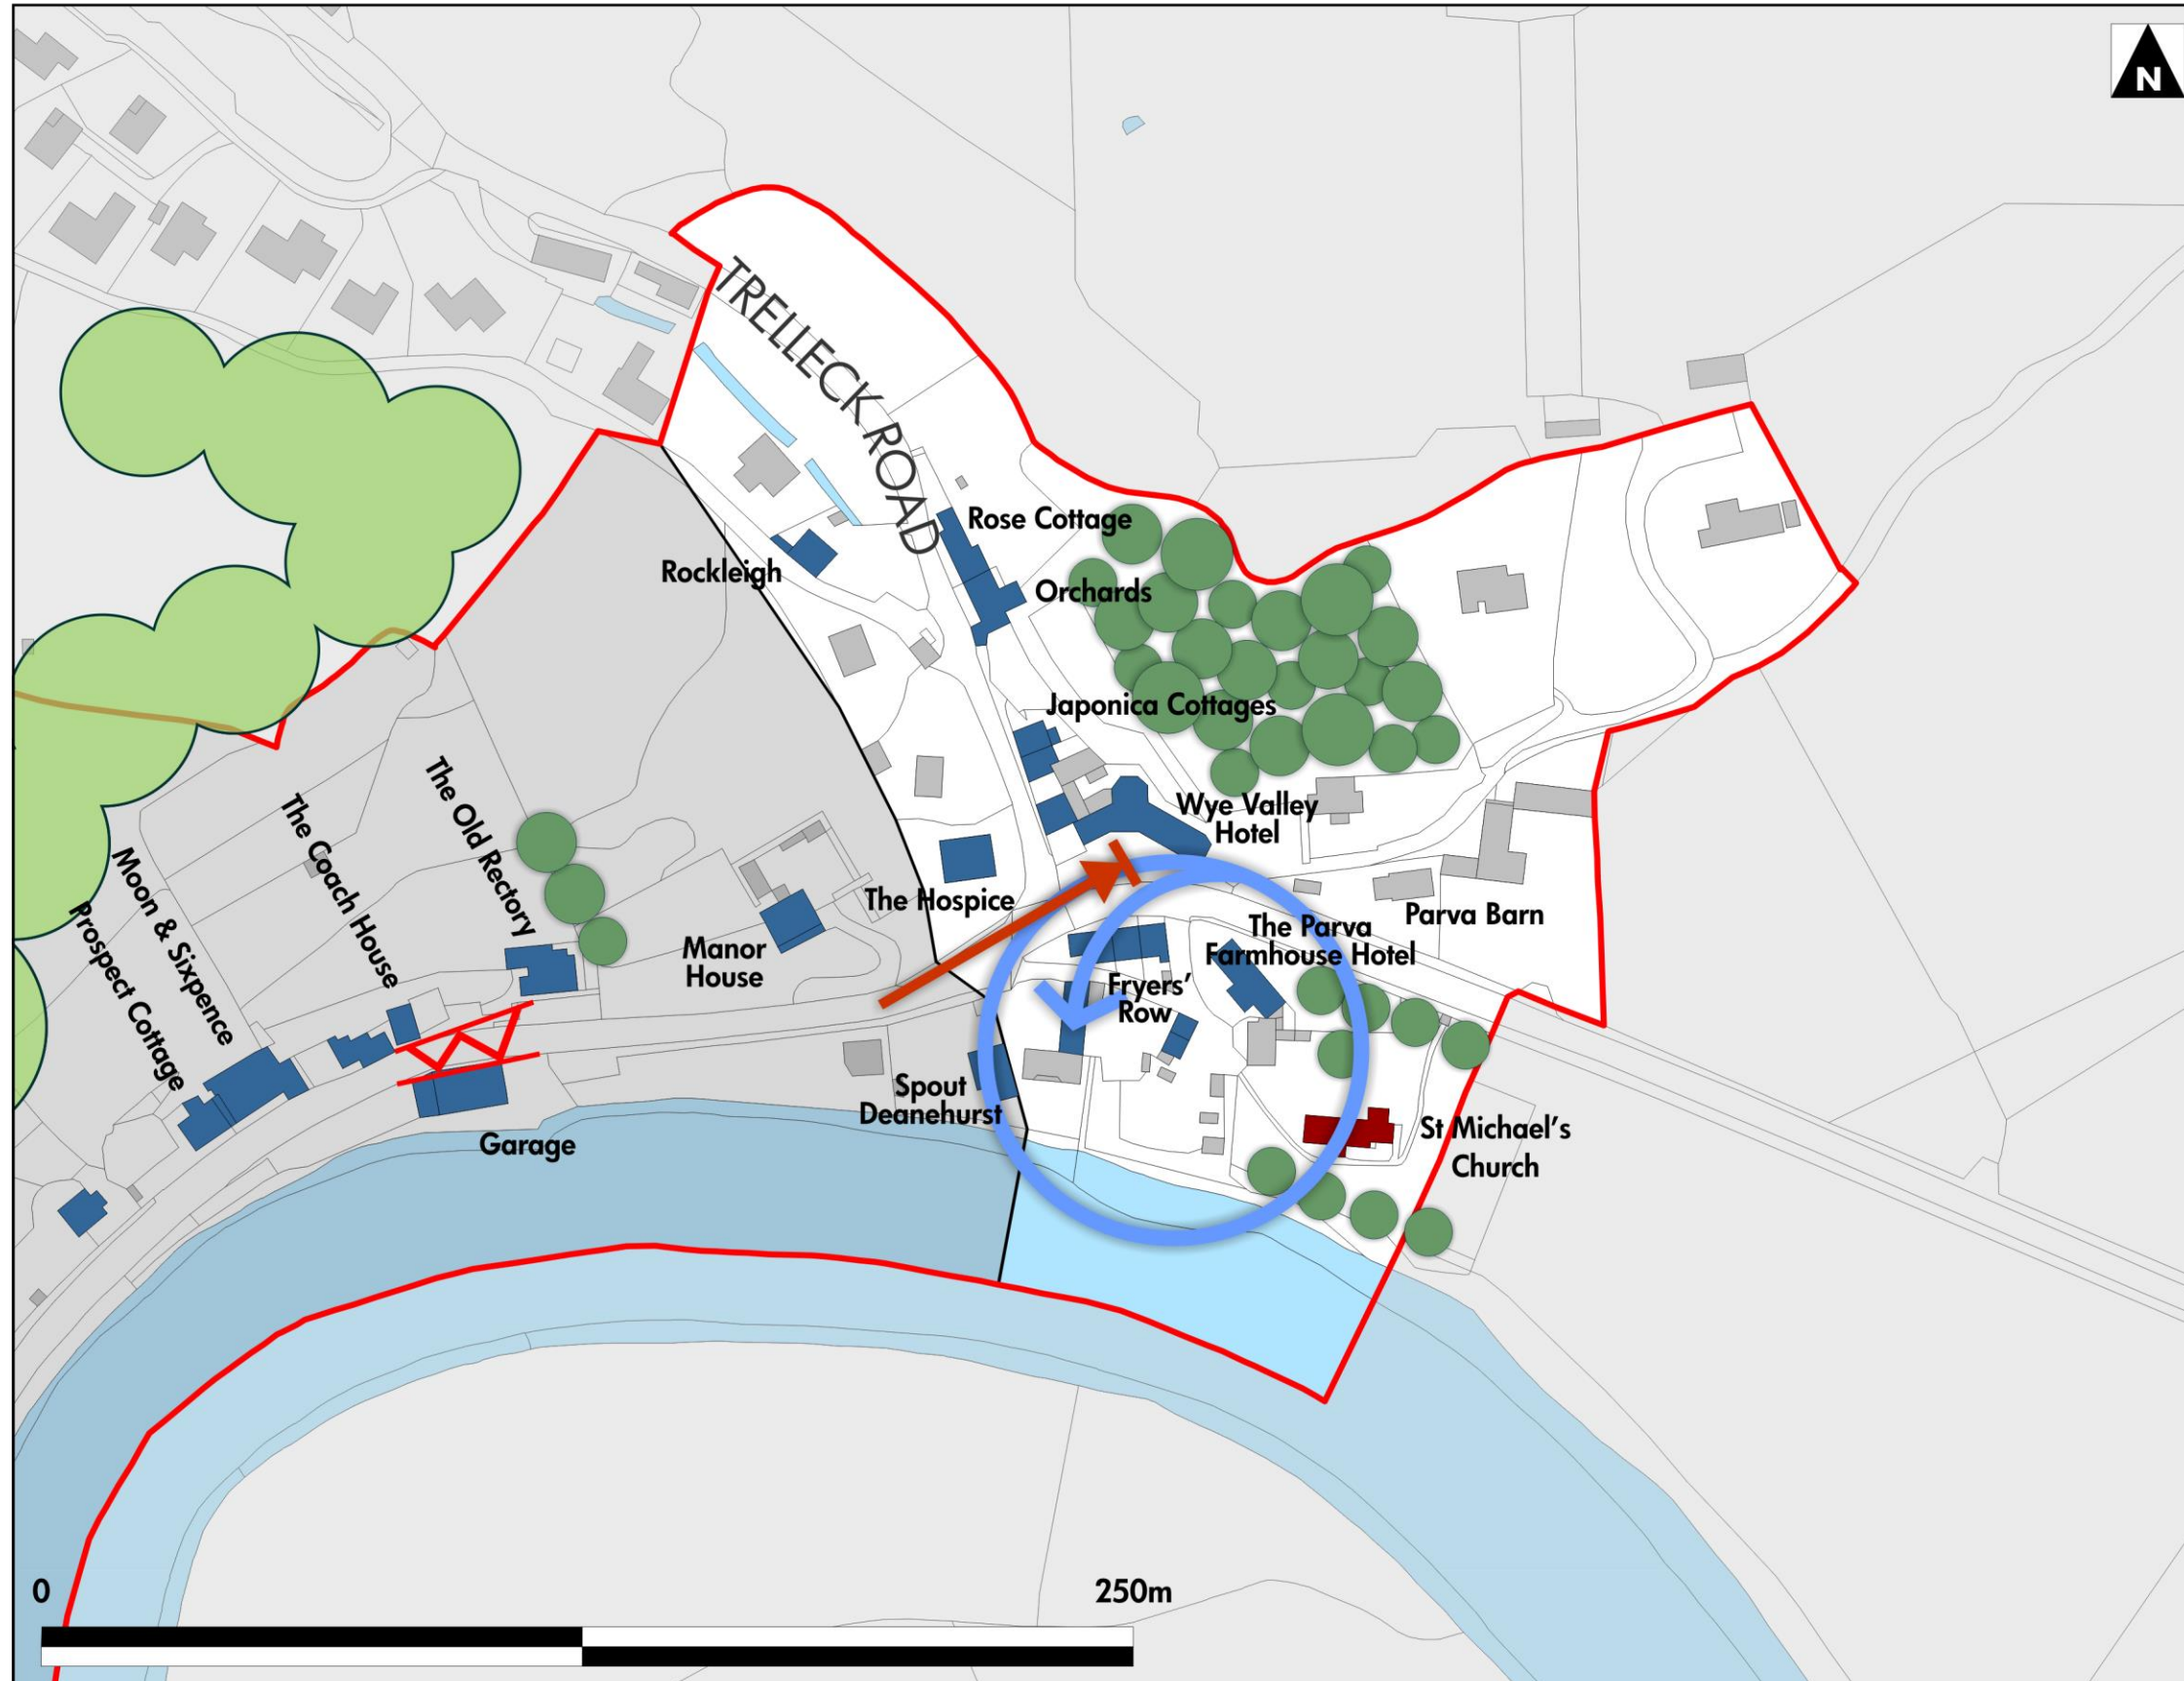 N
TRELLECK ROAD
Rose Cottage
Rockleigh
Orchards
Japonica Cottages
Wye Valley
Hotel
The Old Rectory
The Coach House
Moon & Sixpence
Prospect Cottage
The Hospice
Manor
House
The Parva
Farmhouse Hotel
Parva Barn
Fryers'
Row
Spout
Deanehurst
Garage
St Michael's
Church
0
250m